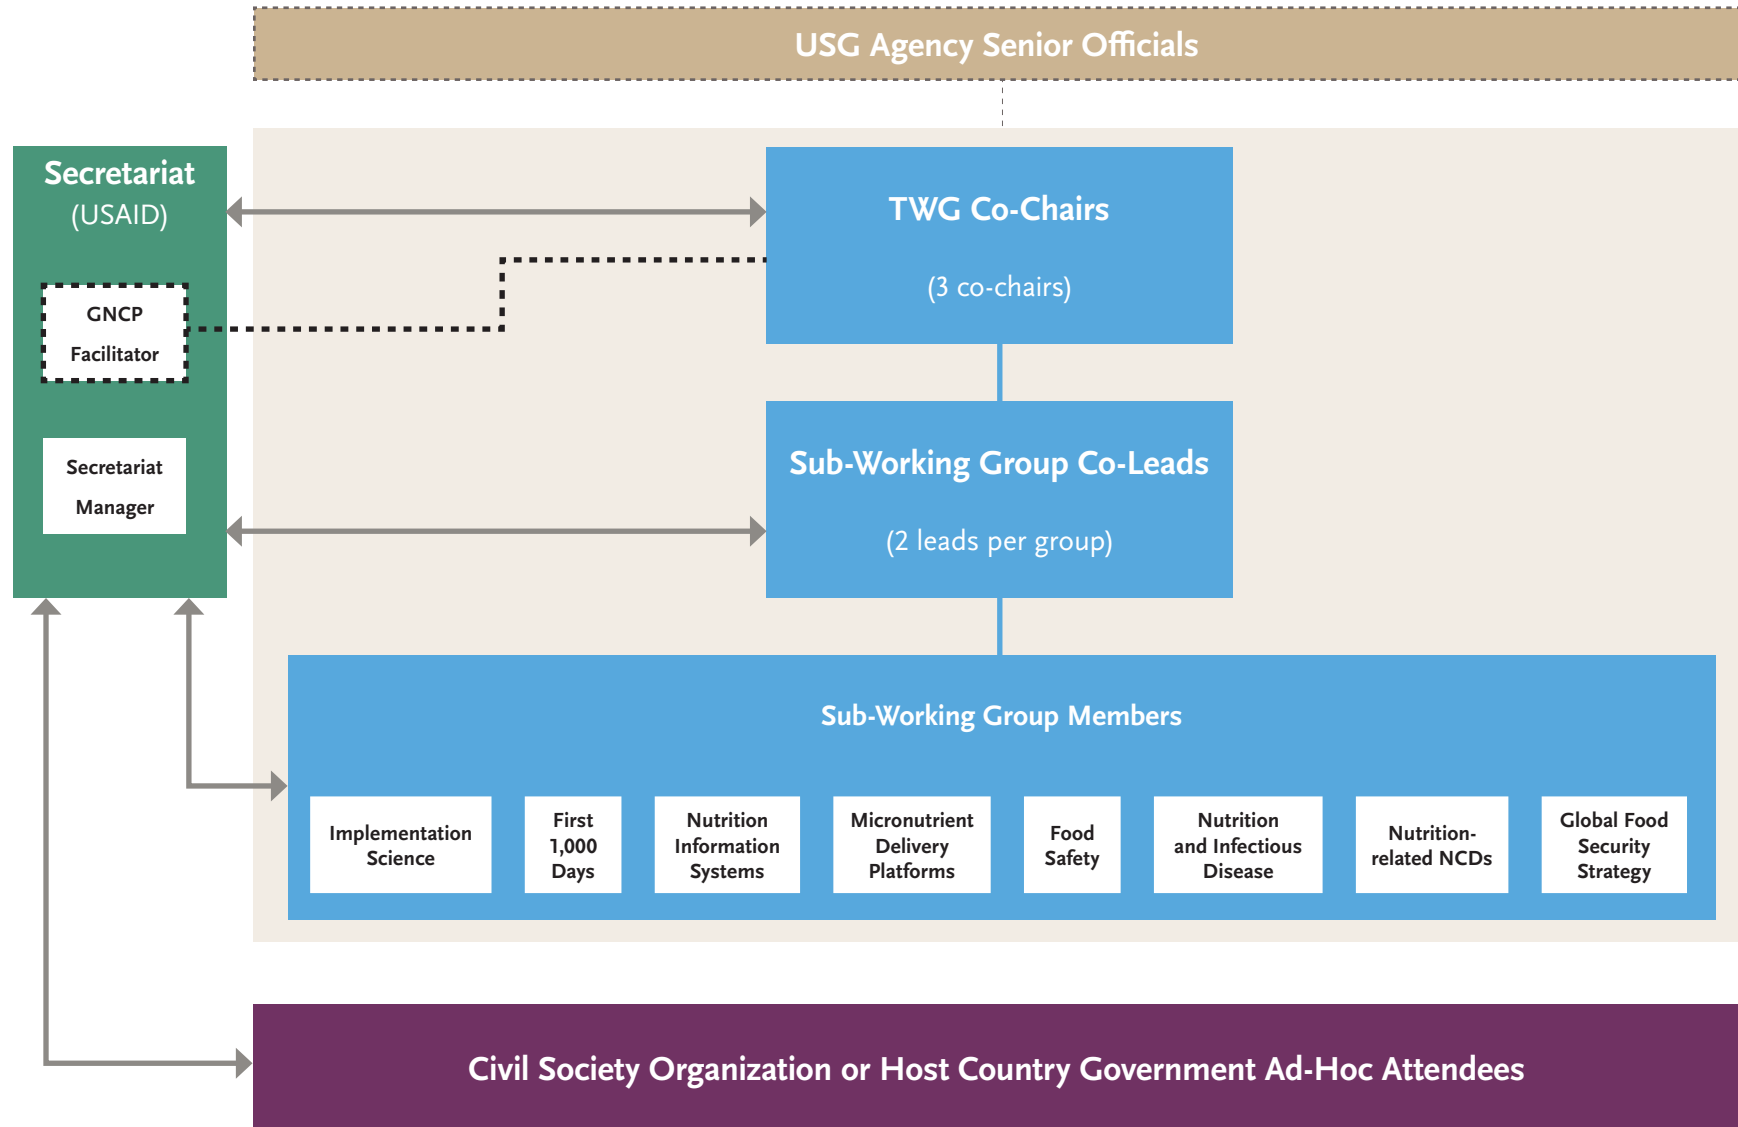 USG Agency Senior Officials
Secretariat
(USAID)
GNCP
Facilitator
Secretariat
Manager
TWG Co-Chairs
(3 co-chairs)
Sub-Working Group Co-Leads
(2 leads per group)
Sub-Working Group Members
Implementation
Science
First
1,000
Days
Nutrition
Information
Systems
Micronutrient
Delivery
Platforms
Food
Safety
Nutrition
and Infectious
Disease
Nutrition-
related NCDs
Global Food
Security
Strategy
Civil Society Organization or Host Country Government Ad-Hoc Attendees